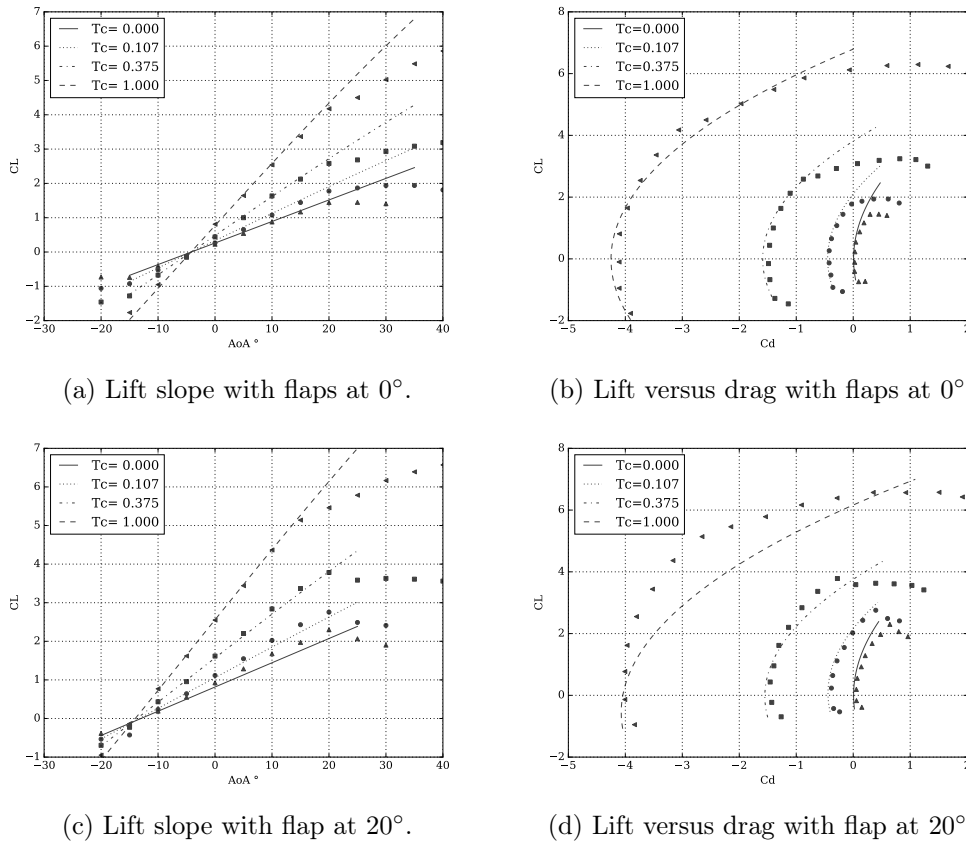 7
6
5
4
3
2
1
0
−1
−2
CL
Tc= 0.000
Tc= 0.107
Tc= 0.375
Tc= 1.000
−30 −20 −10 0 10 20 30 40
AoA °
8
6
4
2
0
−2
CL
Tc=0.000
Tc=0.107
Tc=0.375
Tc=1.000
−5 −4 −3 −2 −1 0 1 2
Cd
(a) Lift slope with flaps at 0°.
(b) Lift versus drag with flaps at 0°
7
6
5
4
3
2
1
0
−1
CL
Tc= 0.000
Tc= 0.107
Tc= 0.375
Tc= 1.000
−30 −20 −10 0 10 20 30 40
AoA °
8
6
4
2
0
−2
CL
Tc=0.000
Tc=0.107
Tc=0.375
Tc=1.000
−5 −4 −3 −2 −1 0 1 2
Cd
(c) Lift slope with flap at 20°.
(d) Lift versus drag with flap at 20°